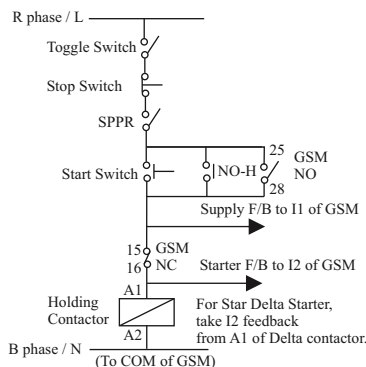 R phase / L
Toggle Switch
Stop Switch
SPPR
25
GSM
NO
Start Switch
NO-H
28
Supply F/B to I1 of GSM
15
GSM
16
NC
Starter F/B to I2 of GSM
A1
Holding
Contactor
For Star Delta Starter,
take I2 feedback
from A1 of Delta contactor.
A2
B phase / N
(To COM of GSM)